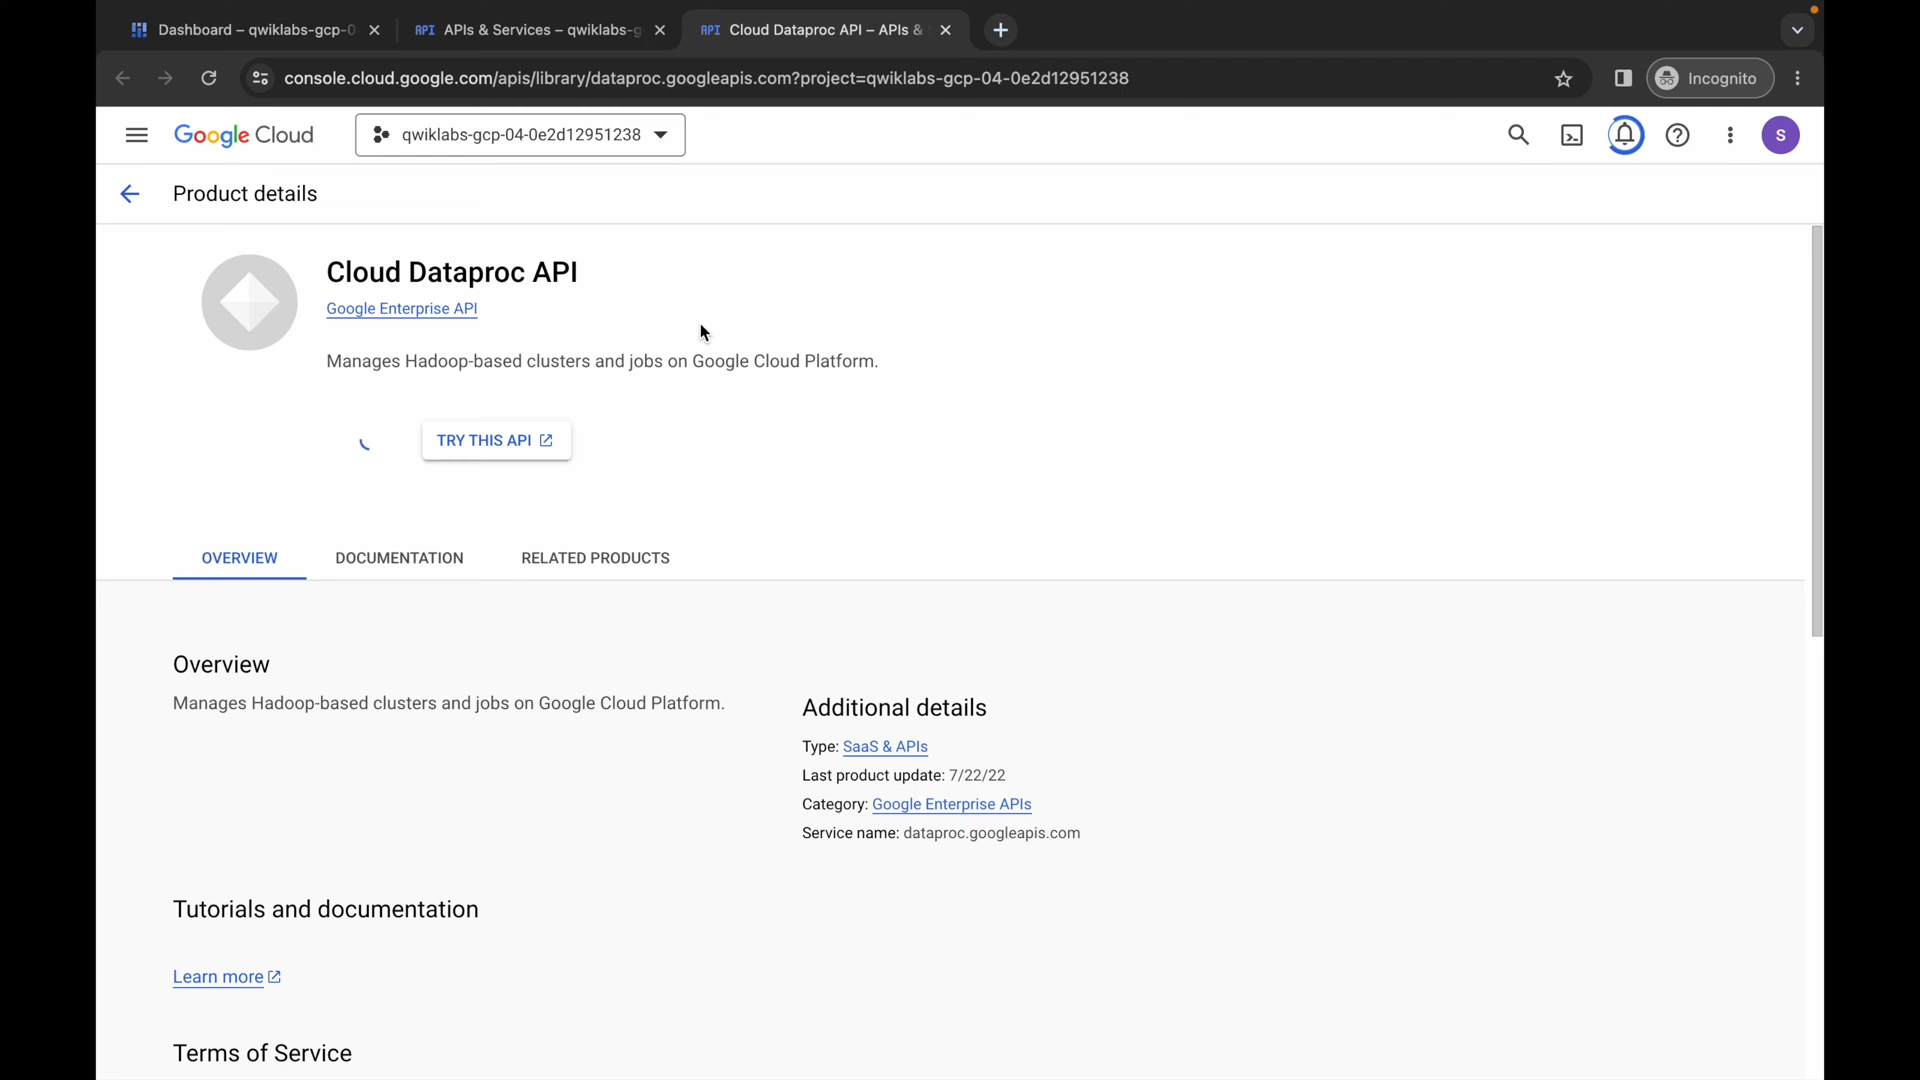 Dashboard – qwiklabs-gcp-0
API APIs & Services – qwiklabs-g
API Cloud Dataproc API – APIs &
console.cloud.google.com/apis/library/dataproc.googleapis.com?project=qwiklabs-gcp-04-0e2d12951238
Incognito
Google Cloud
qwiklabs-gcp-04-0e2d12951238
S
Product details
Cloud Dataproc API
Google Enterprise API
Manages Hadoop-based clusters and jobs on Google Cloud Platform.
TRY THIS API
OVERVIEW
DOCUMENTATION
RELATED PRODUCTS
Overview
Manages Hadoop-based clusters and jobs on Google Cloud Platform.
Additional details
Type: SaaS & APIs
Last product update: 7/22/22
Category: Google Enterprise APIs
Service name: dataproc.googleapis.com
Tutorials and documentation
Learn more
Terms of Service